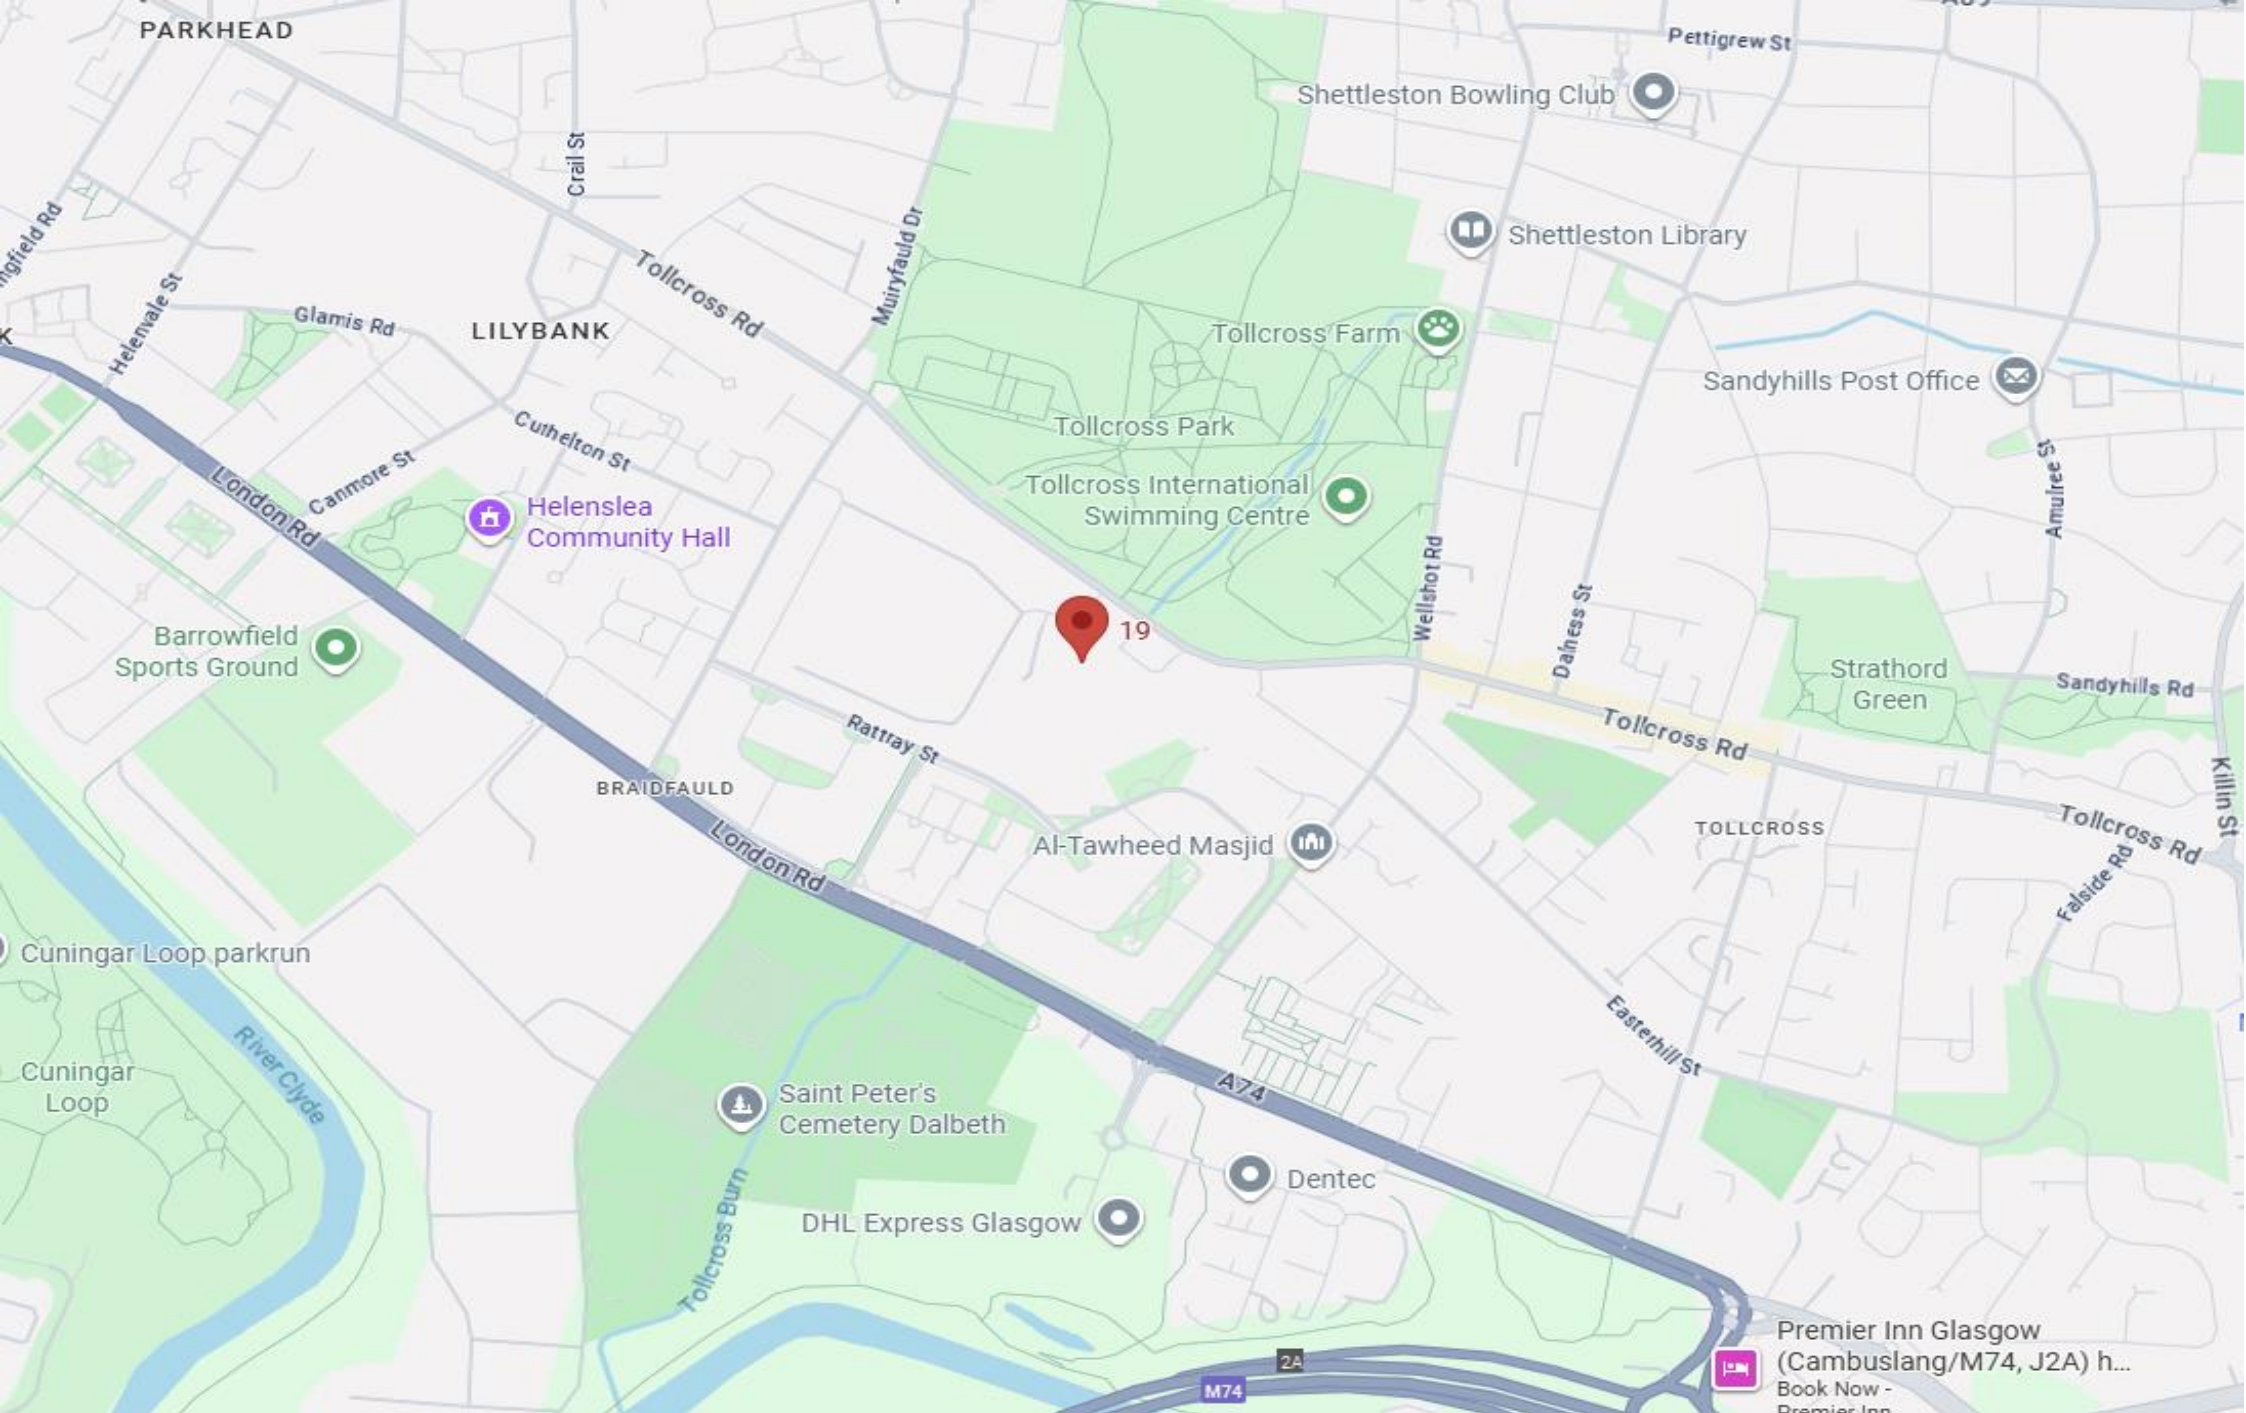 PARKHEAD
Pettigrew St
Shettleston Bowling Club
Crail St
Shettleston Library
Muiryfauld Dr
Tollcross Rd
Helenvale St
Glamis Rd
LILYBANK
Tollcross Farm
Sandyhills Post Office
Tollcross Park
Cuthelton St
Canmore St
London Rd
Helenslea
Community Hall
Tollcross International
Swimming Centre
Amulree St
Wellshot Rd
Dalness St
19
Barrowfield
Sports Ground
Strathord
Green
Sandyhills Rd
Rattray St
Tollcross Rd
BRAIDFAULD
Killin St
TOLLCROSS
Tollcross Rd
London Rd
Al-Tawheed Masjid
Falside Rd
Cuningar Loop parkrun
Easterhill St
River Clyde
Cuningar
Loop
A74
Saint Peter's
Cemetery Dalbeth
Dentec
DHL Express Glasgow
Tollcross Burn
2A
M74
Premier Inn Glasgow
(Cambuslang/M74, J2A) h...
Book Now -
Premier Inn